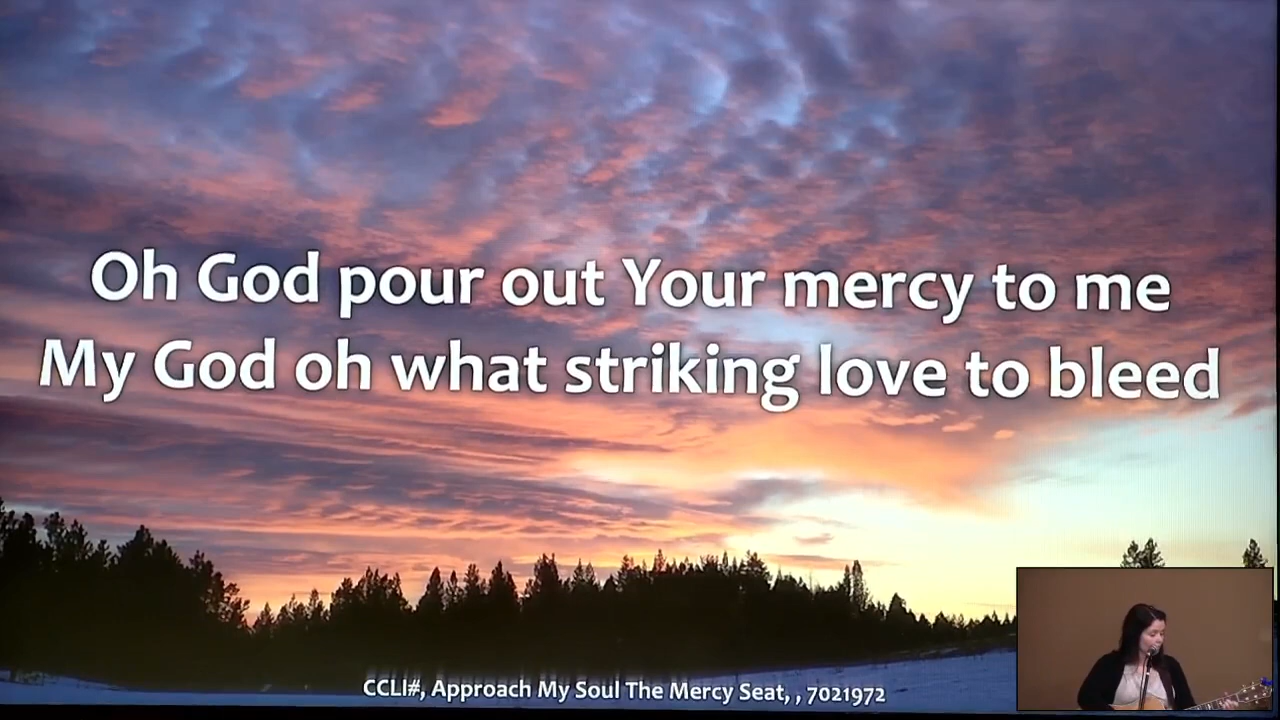 Oh God pour out Your mercy to me
My God oh what striking love to bleed
CCLI#, Approach My Soul The Mercy Seat, , 7021972